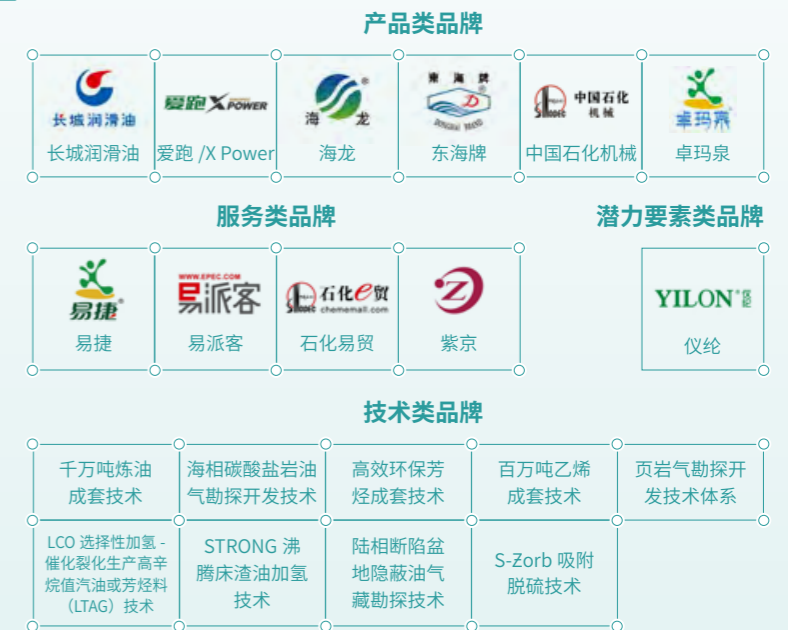 产品类品牌
长城润滑油
爱跑 XPOWER
海 龙
東海牌
DONGHAI BRAND
中国石化
机械
卓玛泉
长城润滑油
爱跑 /X Power
海龙
东海牌
中国石化机械
卓玛泉
服务类品牌
潜力要素类品牌
易捷
WWW.EPEC.COM
易派客
石化e贸
chememall.com
YILON
易捷
易派客
石化易贸
紫京
仪纶
技术类品牌
千万吨炼油
成套技术
海相碳酸盐岩油
气勘探开发技术
高效环保芳
烃成套技术
百万吨乙烯
成套技术
页岩气勘探开
发技术体系
LCO 选择性加氢 -
催化裂化生产高辛
烷值汽油或芳烃料
（LTAG）技术
STRONG 沸
腾床渣油加氢
技术
陆相断陷盆
地隐蔽油气
藏勘探技术
S-Zorb 吸附
脱硫技术